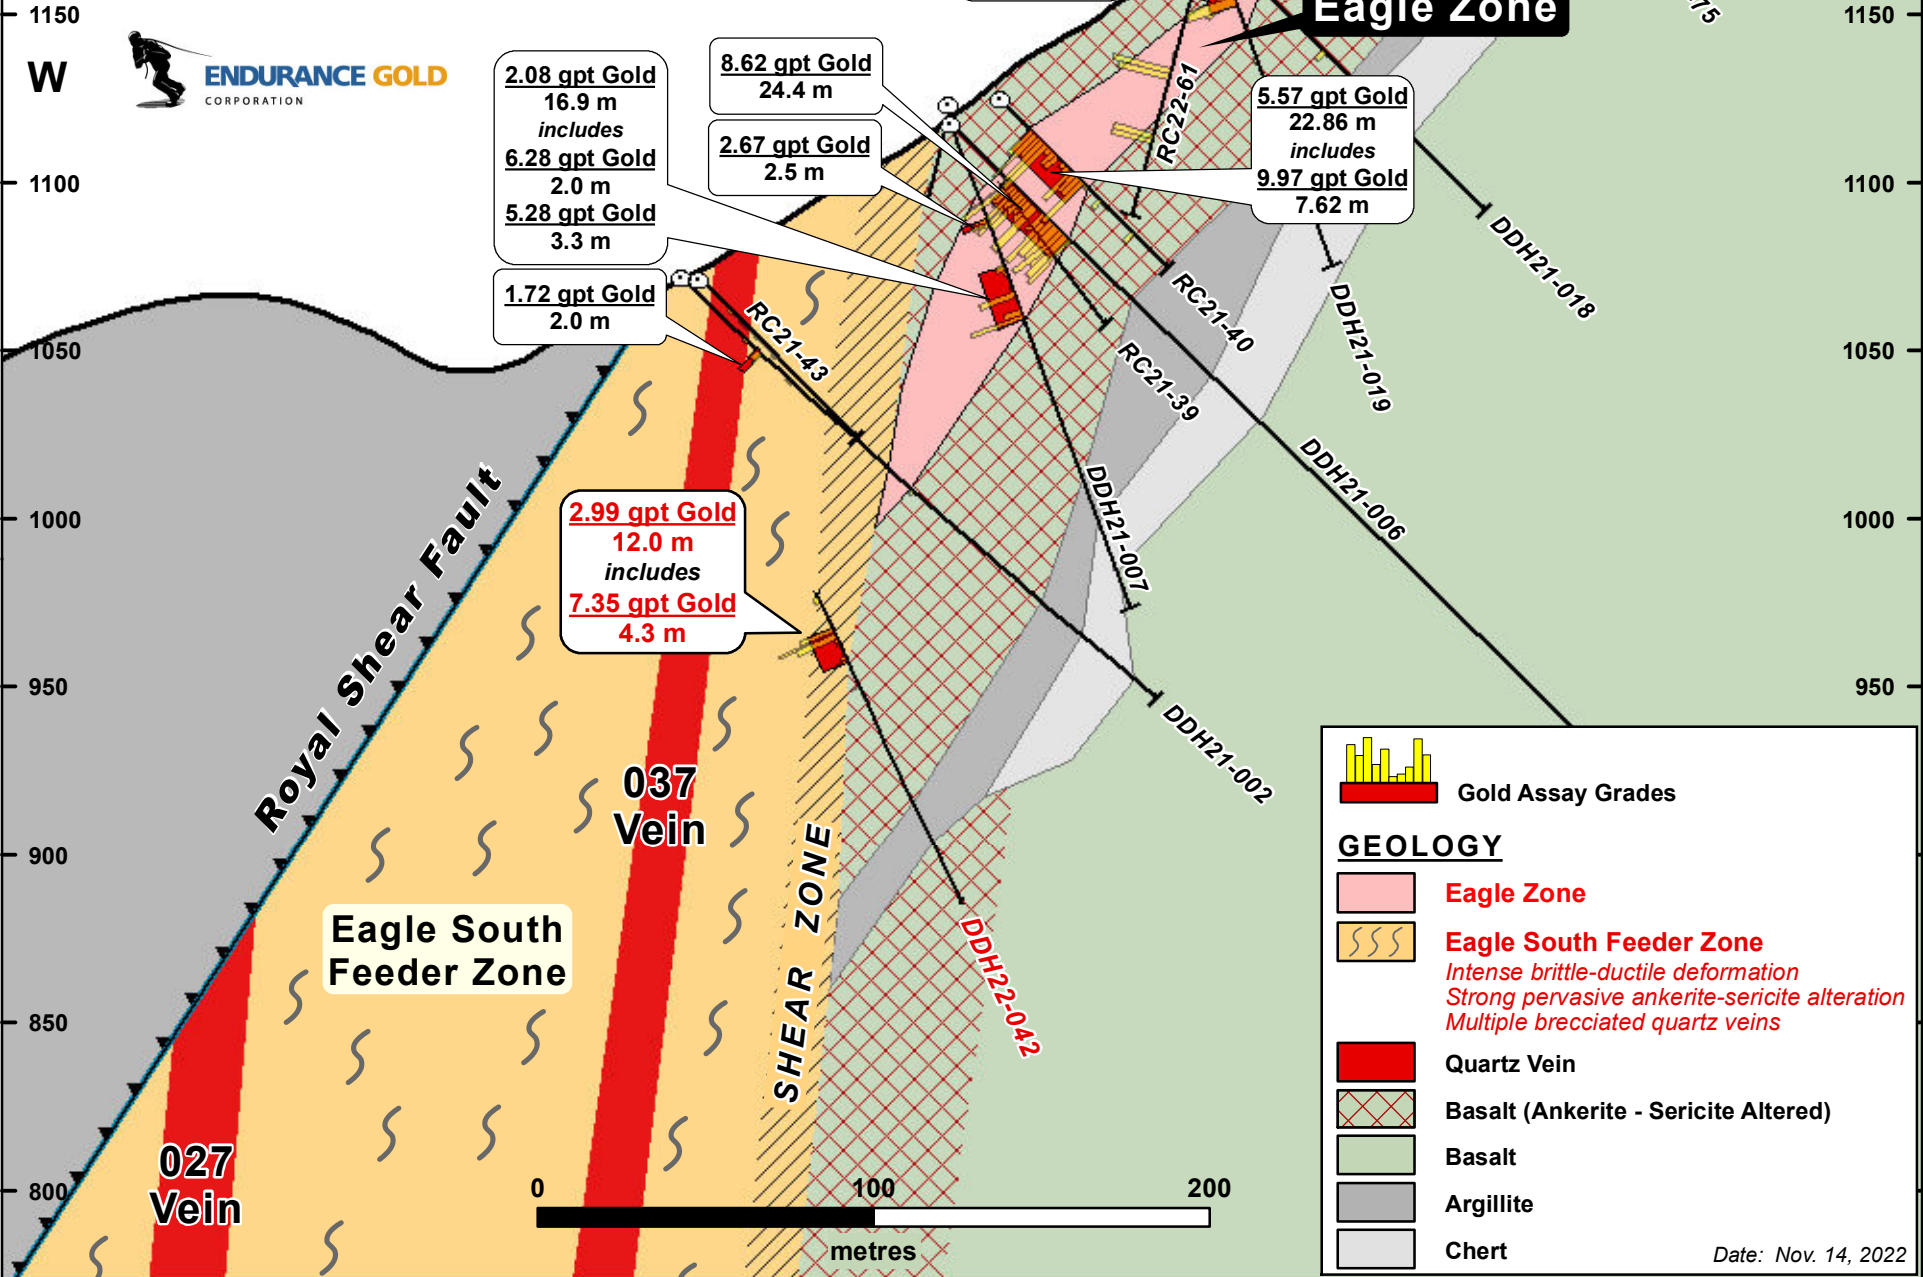 1150
1150
W
ENDURANCE GOLD
CORPORATION
Eagle Zone
75
2.08 gpt Gold
16.9 m
includes
6.28 gpt Gold
2.0 m
5.28 gpt Gold
3.3 m
8.62 gpt Gold
24.4 m
2.67 gpt Gold
2.5 m
5.57 gpt Gold
22.86 m
includes
9.97 gpt Gold
7.62 m
RC22-61
1100
1100
1.72 gpt Gold
2.0 m
RC21-43
RC21-40
RC21-39
DDH21-018
DDH21-019
1050
1050
DDH21-006
DDH21-007
1000
1000
Royal Shear Fault
2.99 gpt Gold
12.0 m
includes
7.35 gpt Gold
4.3 m
950
950
DDH21-002
037
Vein
900
SHEAR ZONE
Eagle South
Feeder Zone
DDH22-042
850
027
Vein
800
0
100
200
metres
Gold Assay Grades
GEOLOGY
Eagle Zone
Eagle South Feeder Zone
Intense brittle-ductile deformation
Strong pervasive ankerite-sericite alteration
Multiple brecciated quartz veins
Quartz Vein
Basalt (Ankerite - Sericite Altered)
Basalt
Argillite
Chert
Date: Nov. 14, 2022